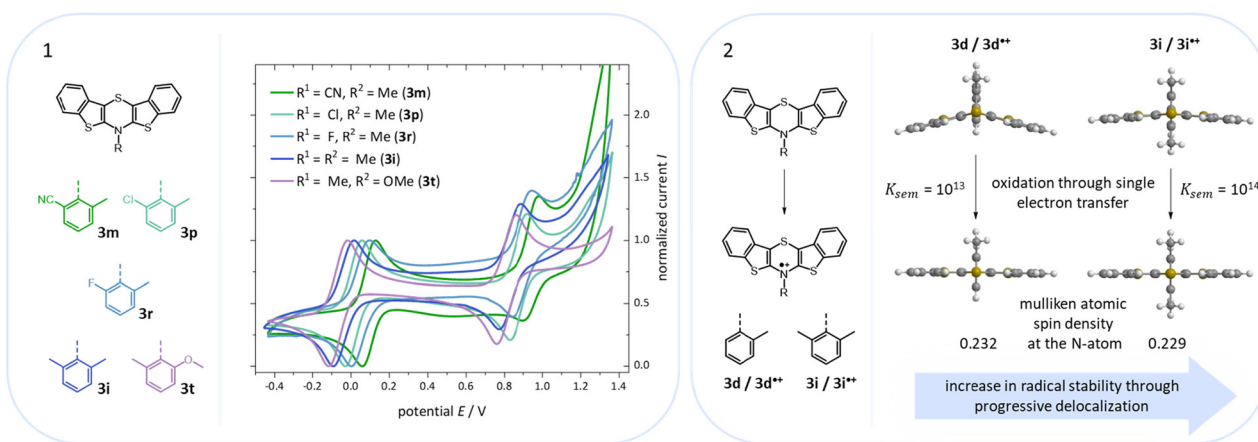 1
S
S
N
S
R
CN
3m
Cl
3p
F
3r
3i
O
3t
R¹ = CN, R² = Me (3m)
R¹ = Cl, R² = Me (3p)
R¹ = F, R² = Me (3r)
R¹ = R² = Me (3i)
R¹ = Me, R² = OMe (3t)
2.0
1.5
1.0
0.5
0.0
normalized current I
-0.4
-0.2
0.0
0.2
0.4
0.6
0.8
1.0
1.2
1.4
potential E / V
2
S
S
N
S
R
S
S
N
S
•+
R
3d / 3d•+
3i / 3i•+
3d / 3d•+
3i / 3i•+
Ksem = 10¹³
oxidation through single
electron transfer
Ksem = 10¹⁴
mulliken atomic
spin density
at the N-atom
0.232
0.229
increase in radical stability through
progressive delocalization